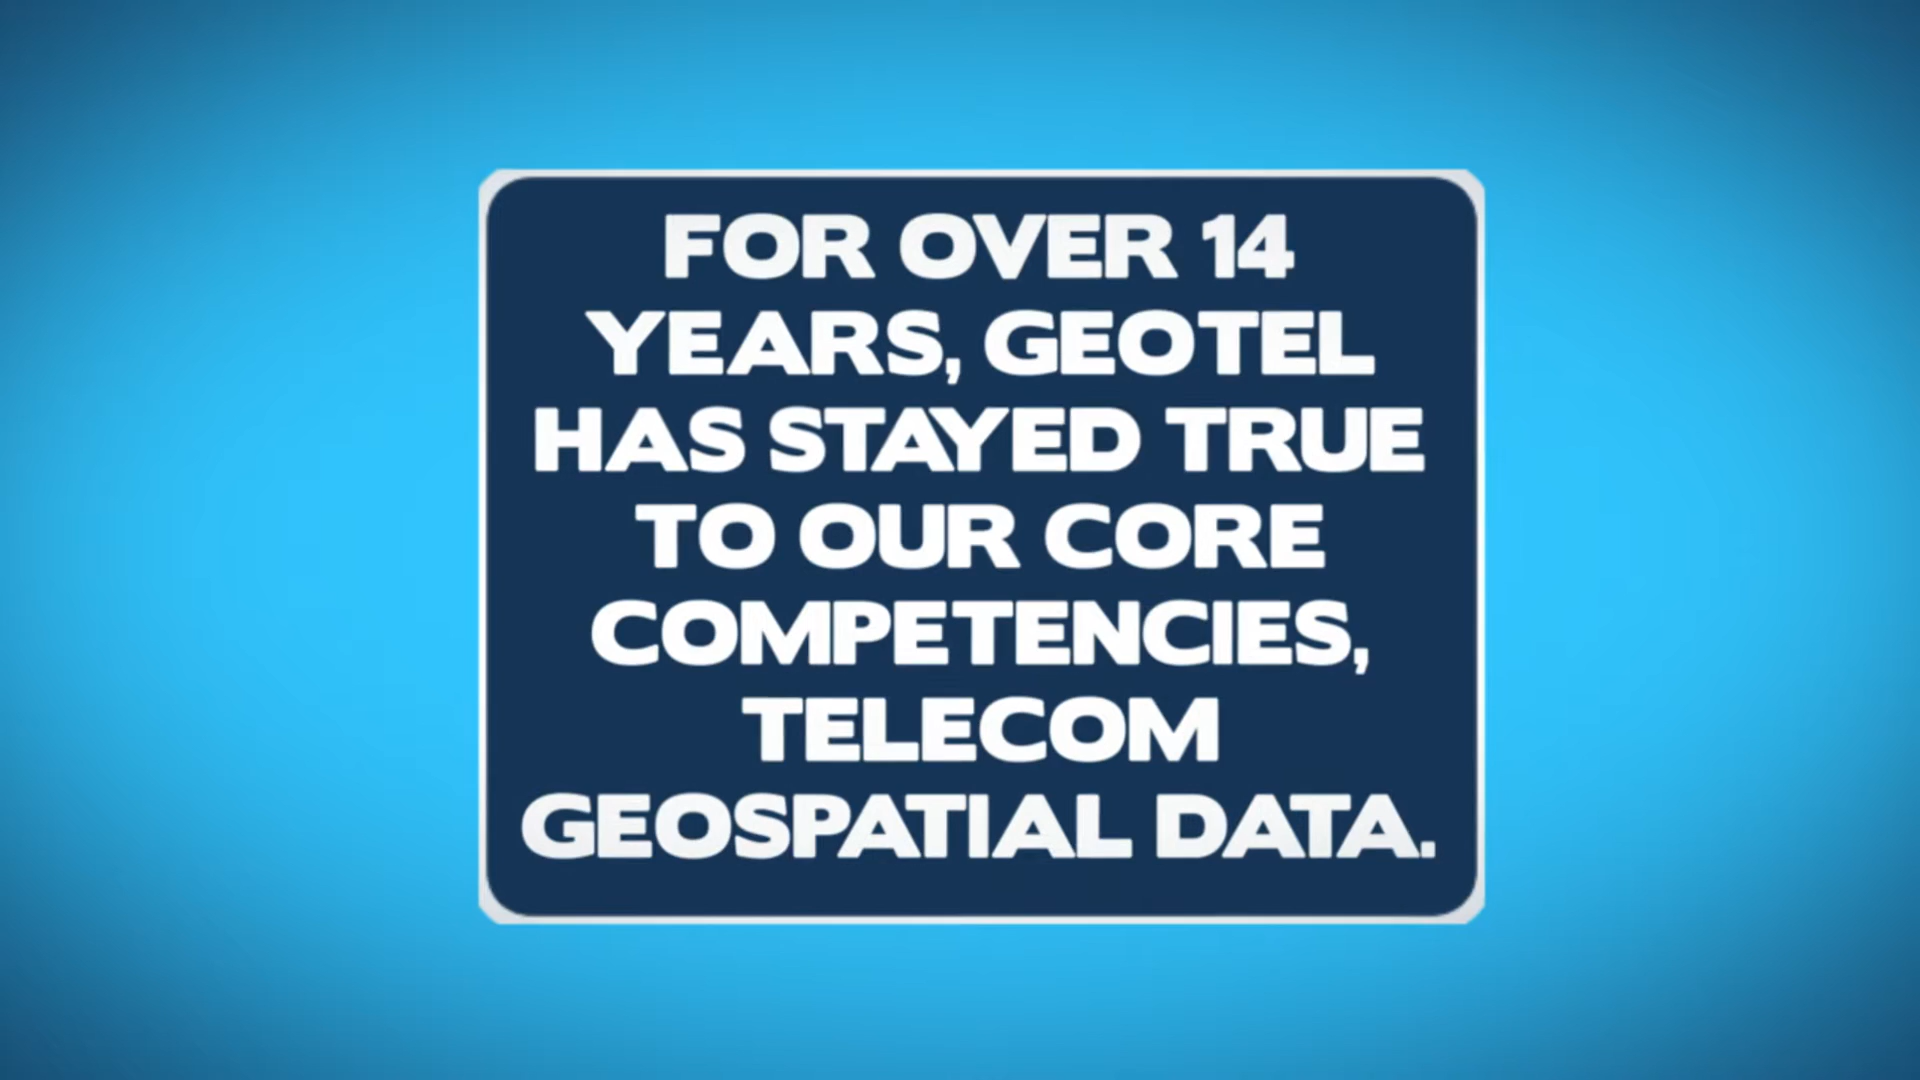 FOR OVER 14
YEARS, GEOTEL
HAS STAYED TRUE
TO OUR CORE
COMPETENCIES,
TELECOM
GEOSPATIAL DATA.